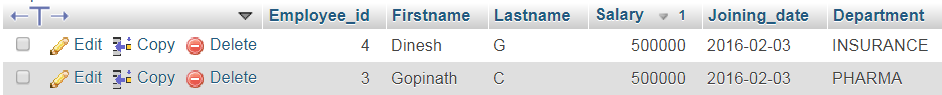 Employee_id Firstname Lastname Salary 1 Joining_date Department
Edit Copy Delete 4 Dinesh G 500000 2016-02-03 INSURANCE
Edit Copy Delete 3 Gopinath C 500000 2016-02-03 PHARMA